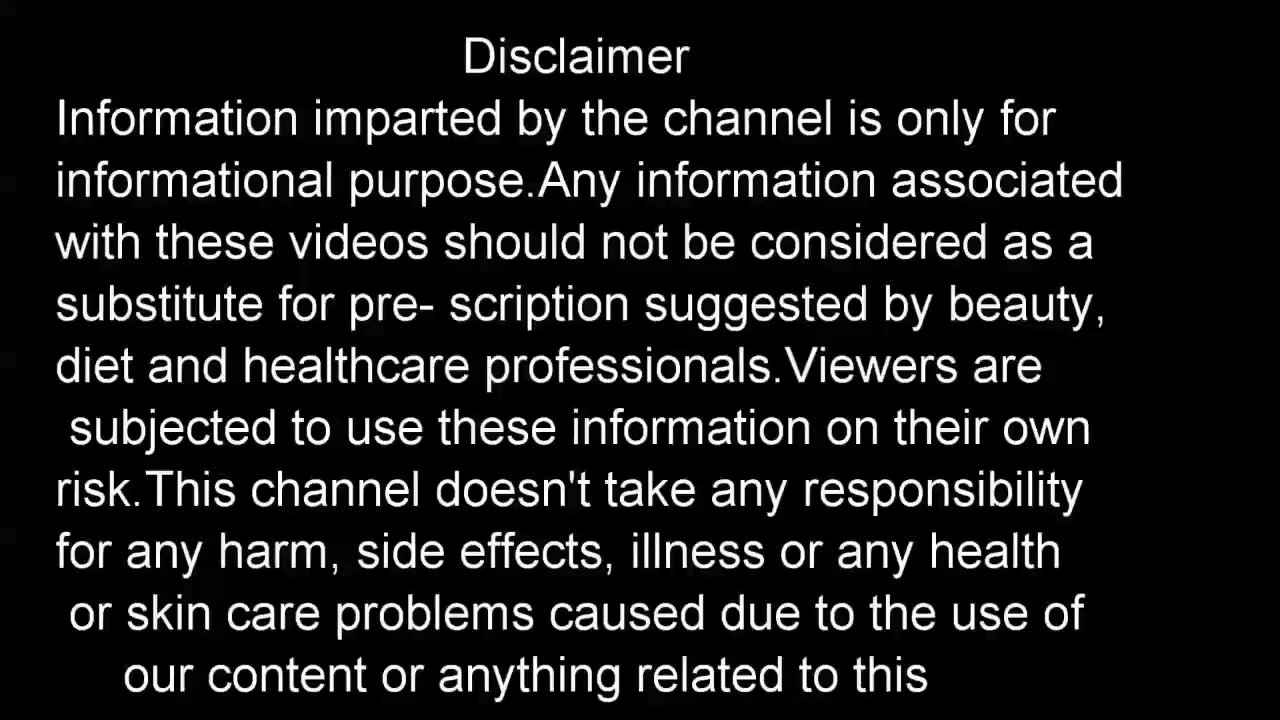 Disclaimer
Information imparted by the channel is only for
informational purpose.Any information associated
with these videos should not be considered as a
substitute for pre- scription suggested by beauty,
diet and healthcare professionals.Viewers are
subjected to use these information on their own
risk.This channel doesn't take any responsibility
for any harm, side effects, illness or any health
or skin care problems caused due to the use of
our content or anything related to this